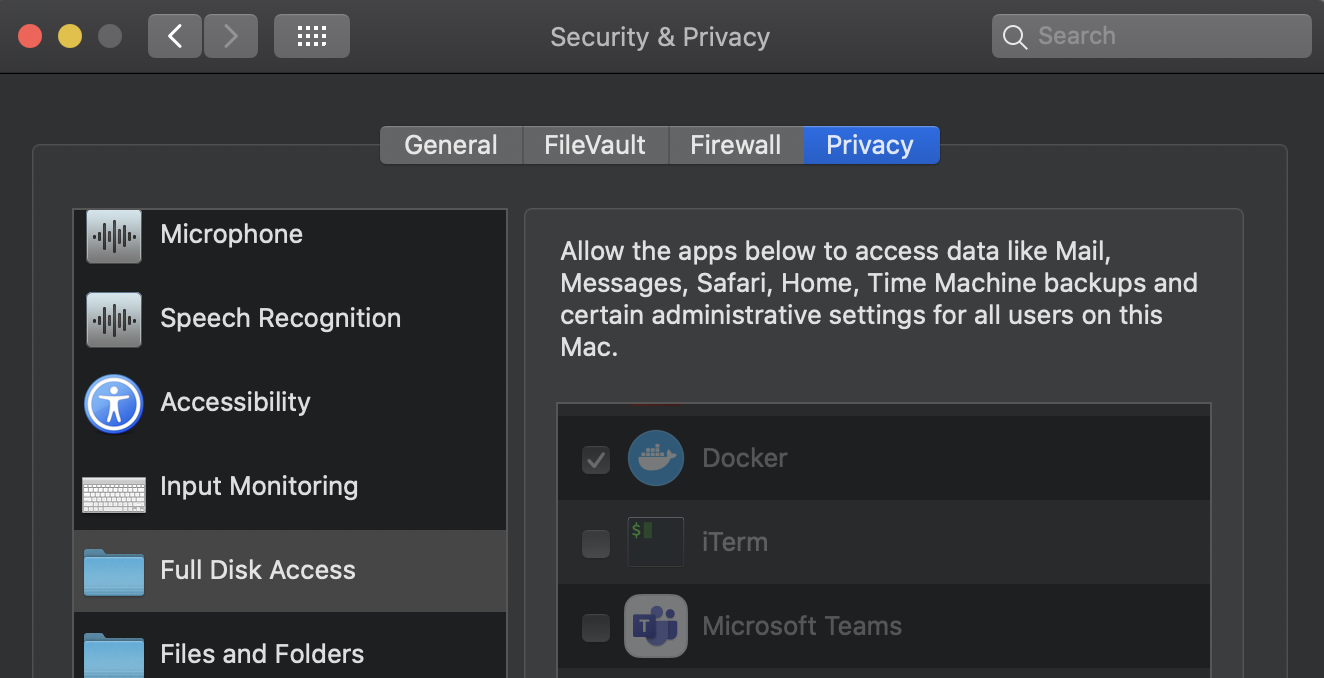 Security & Privacy
Search
General
FileVault
Firewall
Privacy
Microphone
Speech Recognition
Accessibility
Input Monitoring
Full Disk Access
Files and Folders
Allow the apps below to access data like Mail,
Messages, Safari, Home, Time Machine backups and
certain administrative settings for all users on this
Mac.
Docker
$
iTerm
T
Microsoft Teams